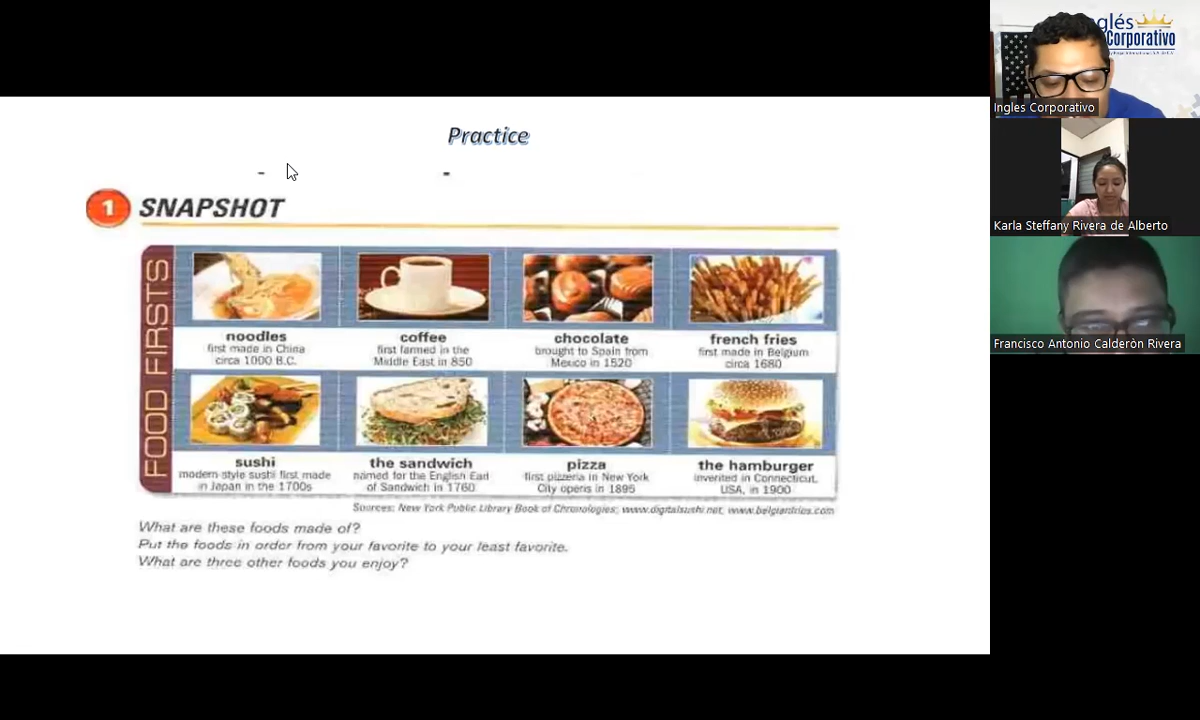 Practice
- -
1 SNAPSHOT
FOOD FIRSTS
noodles
first made in China
circa 1000 B.C.
coffee
first farmed in the
Middle East in 850
chocolate
brought to Spain from
Mexico in 1520
french fries
first made in Belgium
circa 1680
sushi
modern-style sushi first made
in Japan in the 1700s
the sandwich
named for the English Earl
of Sandwich in 1760
pizza
first pizzeria in New York
City opens in 1895
the hamburger
invented in Connecticut,
USA, in 1900
Sources: New York Public Library Book of Chronologies; www.digitalsushi.net; www.belgianfries.com
What are these foods made of?
Put the foods in order from your favorite to your least favorite.
What are three other foods you enjoy?
Inglés
Corporativo
Ingles Corporativo
Karla Steffany Rivera de Alberto
Francisco Antonio Calderòn Rivera